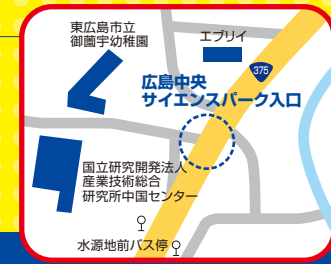 東広島市立
御薗宇幼稚園
エブリイ
375
広島中央
サイエンスパーク入口
国立研究開発法人
産業技術総合
研究所中国センター
水源地前バス停